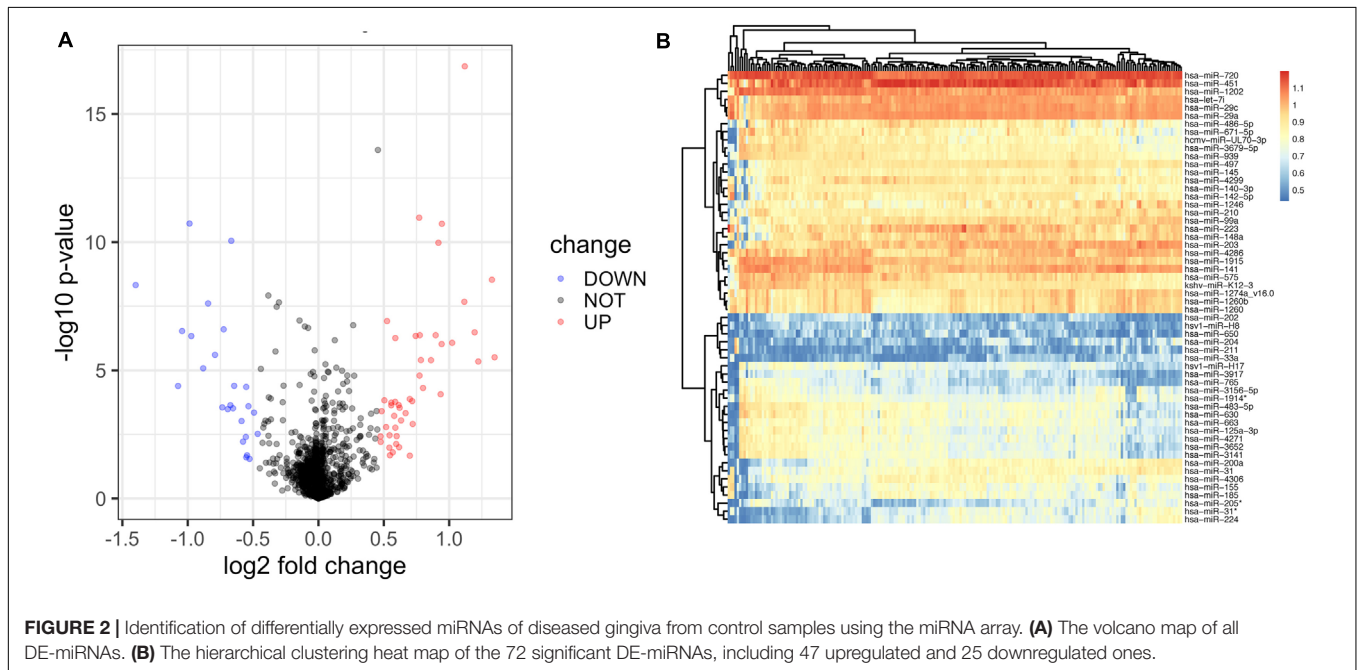 A
-log10 p-value
15
10
5
0
-1.5
-1.0
-0.5
0.0
0.5
1.0
log2 fold change
change
DOWN
NOT
UP
B
hsa-miR-720
hsa-miR-451
hsa-miR-1202
hsa-let-7i
hsa-miR-29c
hsa-miR-29a
hsa-miR-486-5p
hsa-miR-671-5p
hcmv-miR-UL70-3p
hsa-miR-3679-5p
hsa-miR-939
hsa-miR-497
hsa-miR-145
hsa-miR-4299
hsa-miR-140-3p
hsa-miR-142-5p
hsa-miR-1246
hsa-miR-210
hsa-miR-99a
hsa-miR-223
hsa-miR-148a
hsa-miR-203
hsa-miR-4286
hsa-miR-1915
hsa-miR-141
hsa-miR-575
kshv-miR-K12-3
hsa-miR-1274a_v16.0
hsa-miR-1260b
hsa-miR-1260
hsa-miR-202
hsv1-miR-H8
hsa-miR-650
hsa-miR-204
hsa-miR-211
hsa-miR-33a
hsv1-miR-H17
hsa-miR-3917
hsa-miR-765
hsa-miR-3156-5p
hsa-miR-1914*
hsa-miR-483-5p
hsa-miR-630
hsa-miR-663
hsa-miR-125a-3p
hsa-miR-4271
hsa-miR-3652
hsa-miR-3141
hsa-miR-200a
hsa-miR-31
hsa-miR-4306
hsa-miR-155
hsa-miR-185
hsa-miR-205*
hsa-miR-31*
hsa-miR-224
1.1
1
0.9
0.8
0.7
0.6
0.5
FIGURE 2 | Identification of differentially expressed miRNAs of diseased gingiva from control samples using the miRNA array. (A) The volcano map of all
DE-miRNAs. (B) The hierarchical clustering heat map of the 72 significant DE-miRNAs, including 47 upregulated and 25 downregulated ones.